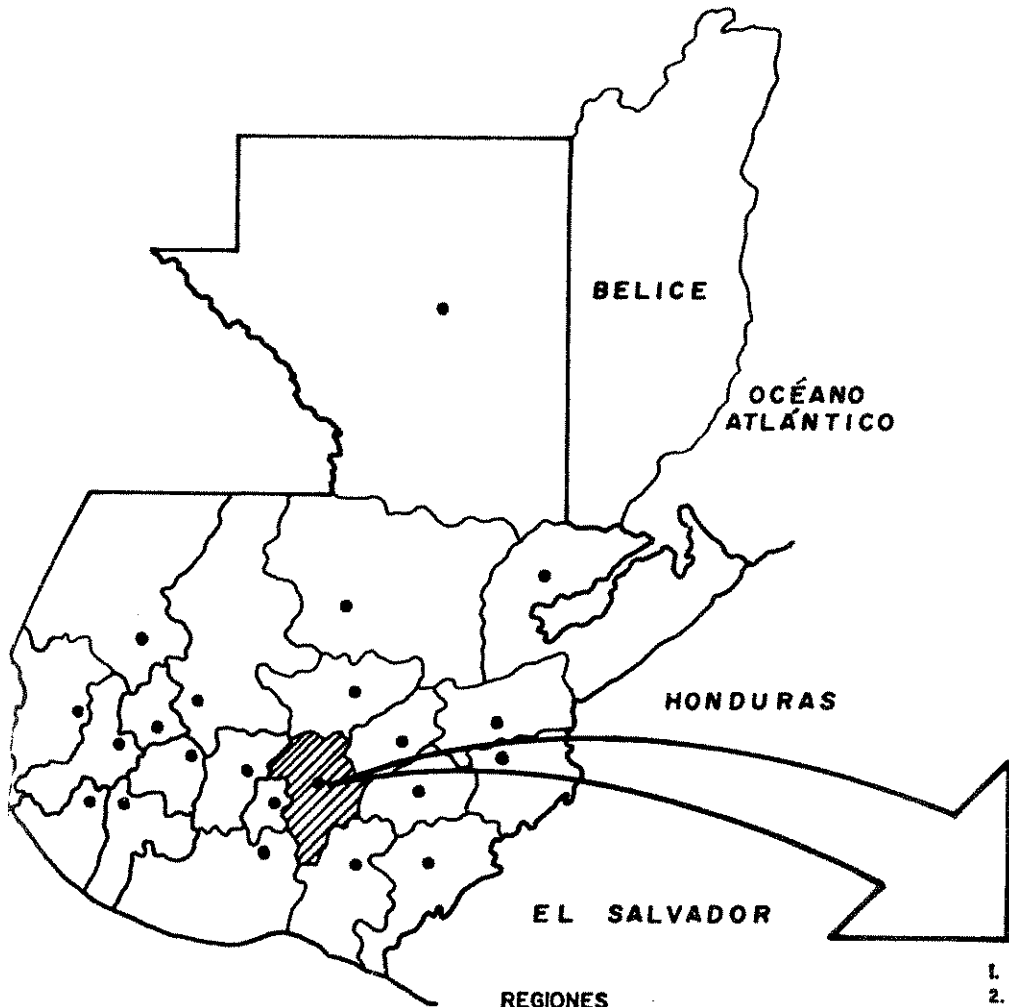 BELICE
OCÉANO
ATLÁNTICO
HONDURAS
EL SALVADOR
REGIONES
1.
2.